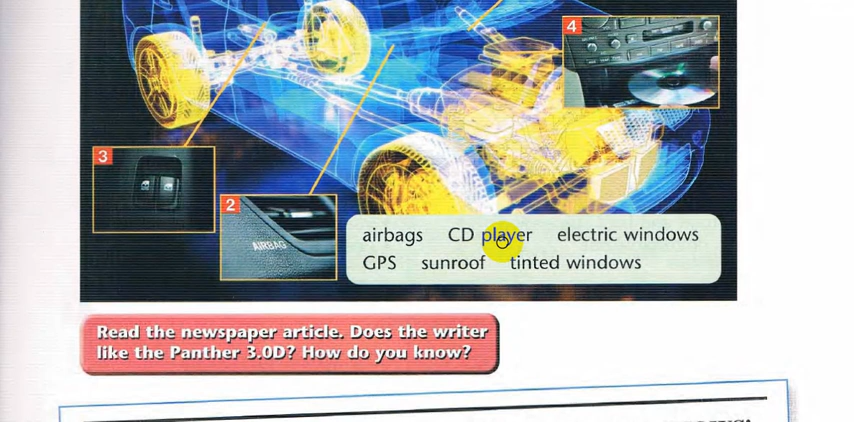 4
3
2
AIRBAG
airbags CD player electric windows
GPS sunroof tinted windows
Read the newspaper article. Does the writer
like the Panther 3.0D? How do you know?